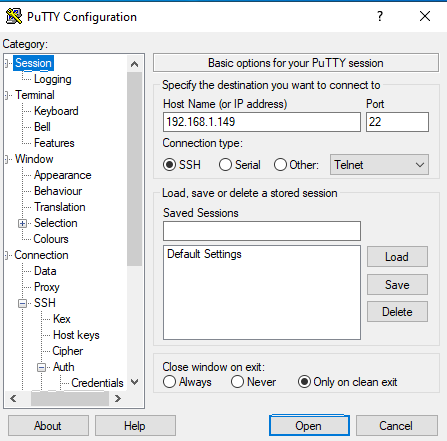 PuTTY Configuration
?
Category:
Session
Logging
Terminal
Keyboard
Bell
Features
Window
Appearance
Behaviour
Translation
Selection
Colours
Connection
Data
Proxy
SSH
Kex
Host keys
Cipher
Auth
Credentials
Basic options for your PuTTY session
Specify the destination you want to connect to
Host Name (or IP address) Port
192.168.1.149 22
Connection type:
SSH Serial Other: Telnet
Load, save or delete a stored session
Saved Sessions
Default Settings
Load
Save
Delete
Close window on exit:
Always Never Only on clean exit
About Help Open Cancel